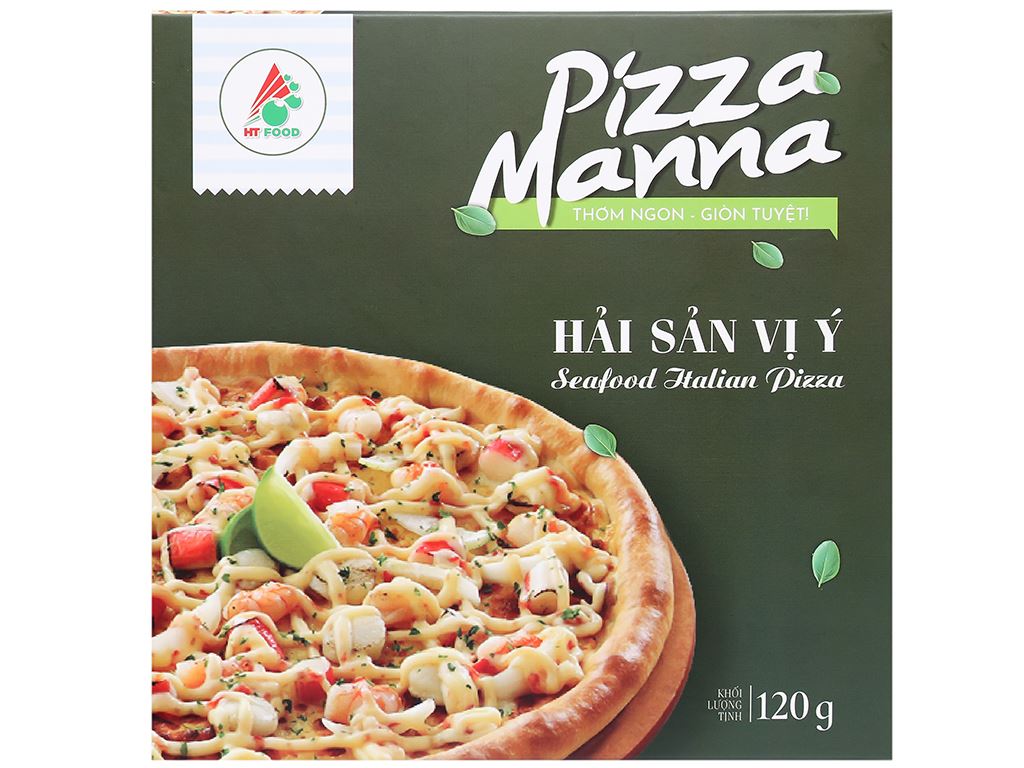 HT FOOD
Pizza
Manna
THƠM NGON - GIÒN TUYỆT!
HẢI SẢN VỊ Ý
Seafood Italian Pizza
KHỐI
LƯỢNG
TỊNH
120 g